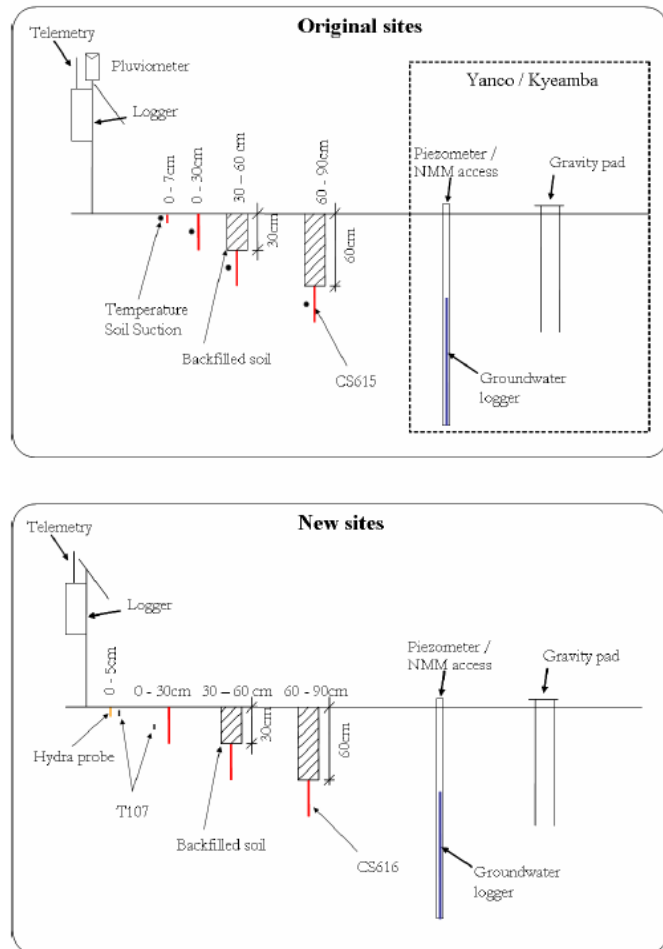 Original sites
Telemetry
Pluviometer
Logger
Yanco / Kyeamba
0 - 7cm
0 - 30cm
30 – 60 cm
60 - 90cm
Piezometer /
NMM access
Gravity pad
30cm
60cm
Temperature
Soil Suction
Backfilled soil
CS615
Groundwater
logger
New sites
Telemetry
Logger
0 - 5cm
0 - 30cm
30 – 60 cm
60 - 90cm
Piezometer /
NMM access
Gravity pad
30cm
60cm
Hydra probe
T107
Backfilled soil
CS616
Groundwater
logger